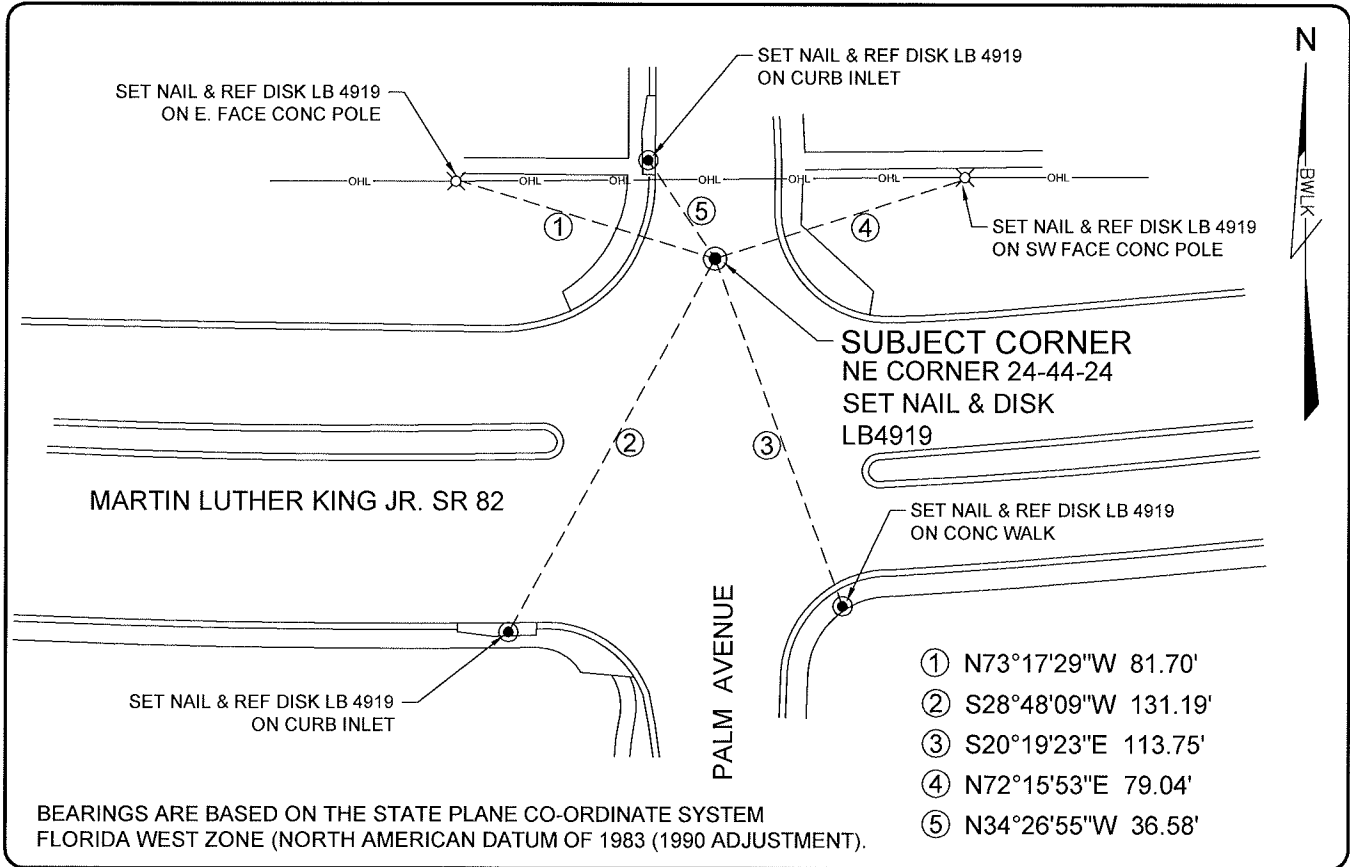 SET NAIL & REF DISK LB 4919
ON CURB INLET
N
SET NAIL & REF DISK LB 4919
ON E. FACE CONC POLE
OHL
OHL
OHL
OHL
OHL
OHL
BWLK
1
5
4
SET NAIL & REF DISK LB 4919
ON SW FACE CONC POLE
SUBJECT CORNER
NE CORNER 24-44-24
SET NAIL & DISK
LB4919
2
3
MARTIN LUTHER KING JR. SR 82
SET NAIL & REF DISK LB 4919
ON CONC WALK
PALM AVENUE
SET NAIL & REF DISK LB 4919
ON CURB INLET
1 N73°17'29"W 81.70'
2 S28°48'09"W 131.19'
3 S20°19'23"E 113.75'
4 N72°15'53"E 79.04'
5 N34°26'55"W 36.58'
BEARINGS ARE BASED ON THE STATE PLANE CO-ORDINATE SYSTEM
FLORIDA WEST ZONE (NORTH AMERICAN DATUM OF 1983 (1990 ADJUSTMENT).